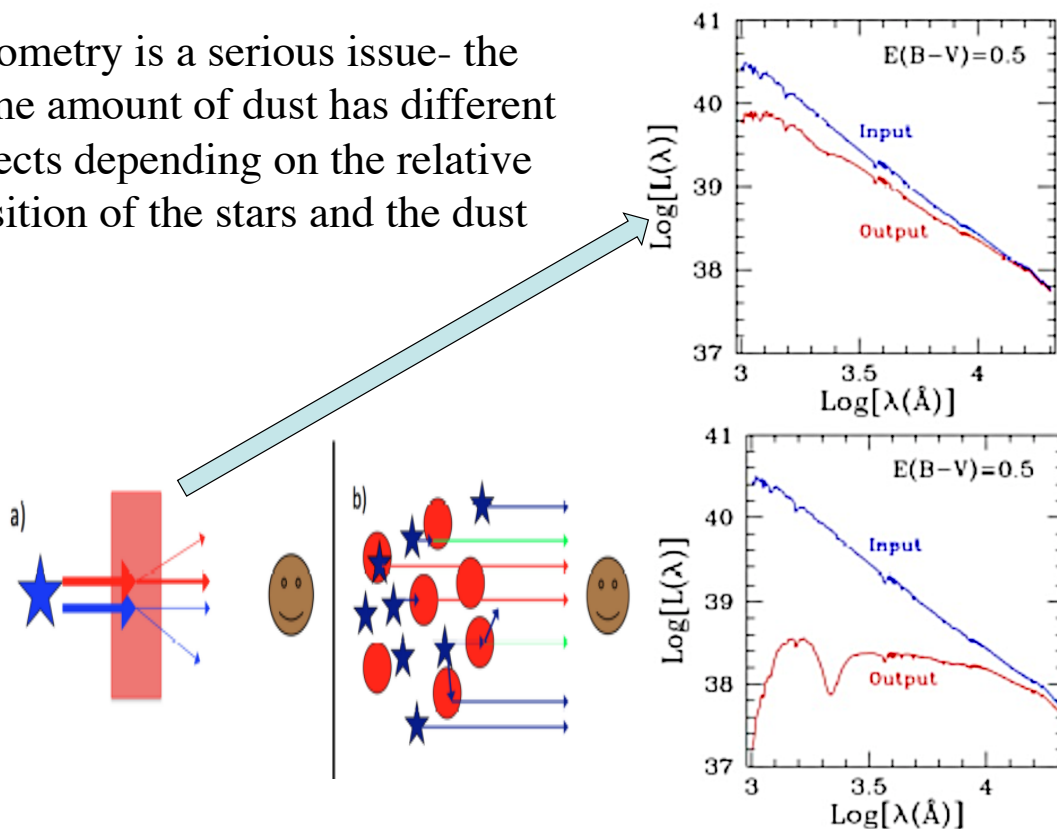 ometry is a serious issue- the
ne amount of dust has different
ects depending on the relative
sition of the stars and the dust
41
E(B-V)=0.5
40
Input
Log[L(λ)]
39
Output
38
37
3
3.5
4
Log[λ(Å)]
a)
b)
41
E(B-V)=0.5
40
Input
Log[L(λ)]
39
38
Output
37
3
3.5
4
Log[λ(Å)]